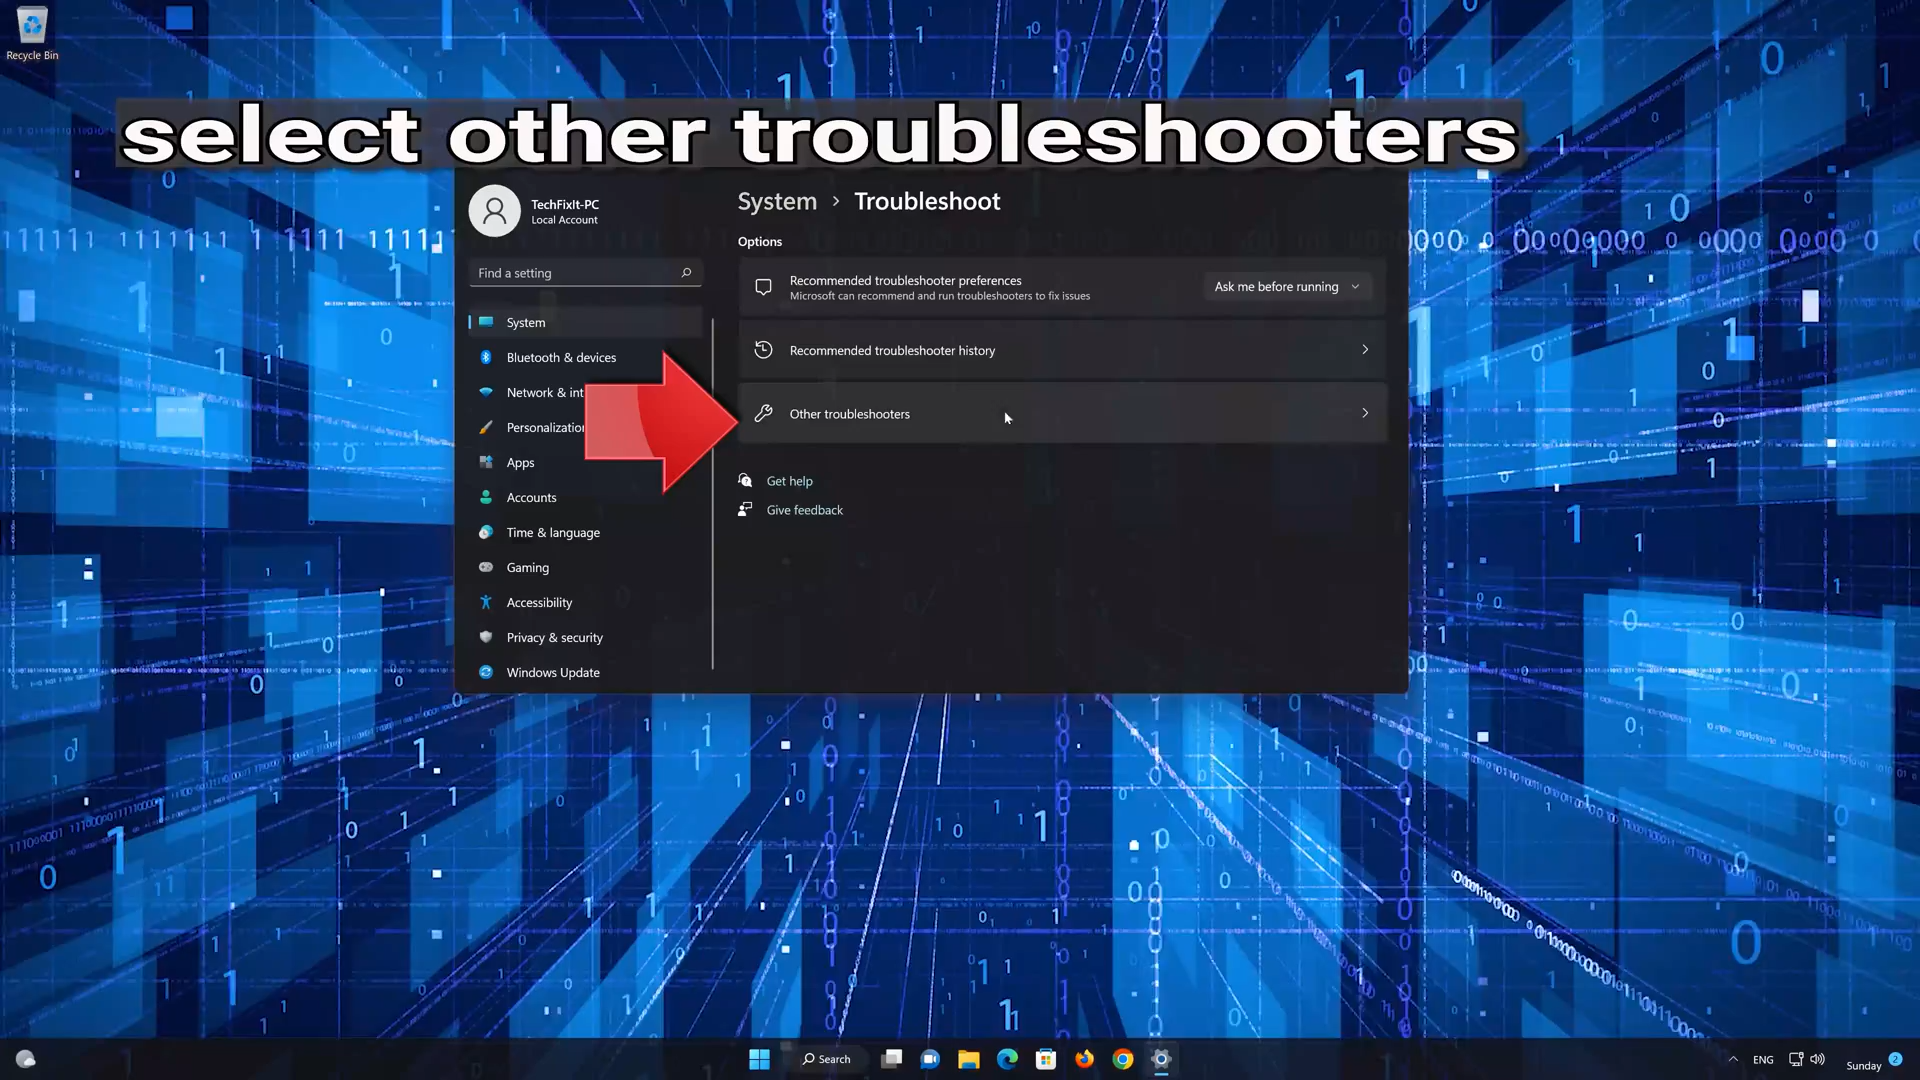 Recycle Bin
select other troubleshooters
TechFixIt-PC
Local Account
Find a setting
System
Bluetooth & devices
Network & int
Personalization
Apps
Accounts
Time & language
Gaming
Accessibility
Privacy & security
Windows Update
System › Troubleshoot
Options
Recommended troubleshooter preferences
Microsoft can recommend and run troubleshooters to fix issues
Ask me before running
Recommended troubleshooter history
Other troubleshooters
Get help
Give feedback
Search
ENG
Sunday
2